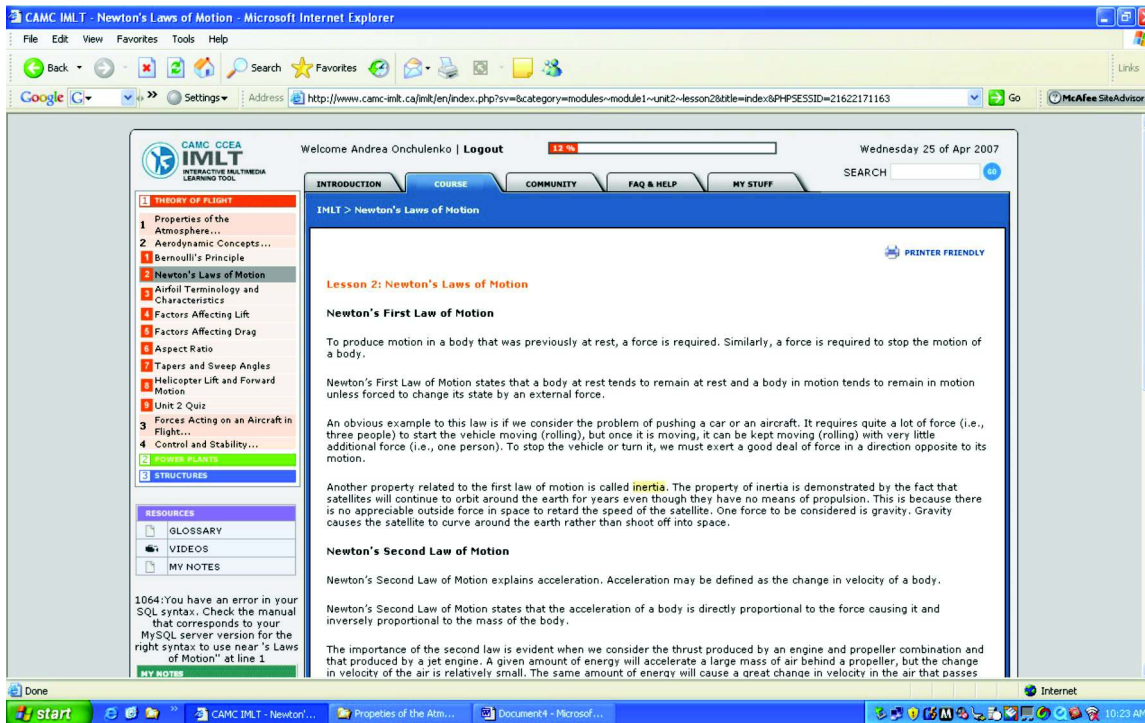 CAMC IMLT - Newton's Laws of Motion - Microsoft Internet Explorer
File Edit View Favorites Tools Help
Back Search Favorites Links
Google G Settings Address http://www.camc-imlt.ca/imlt/en/index.php?sv=&category=modules~module1~unit2~lesson2&title=index&PHPSESSID=21622171163 Go McAfee SiteAdvisor
CAMC CCEA
IMLT
INTERACTIVE MULTIMEDIA
LEARNING TOOL
Welcome Andrea Onchulenko | Logout 12 % Wednesday 25 of Apr 2007
SEARCH GO
INTRODUCTION COURSE COMMUNITY FAQ & HELP MY STUFF
IMLT > Newton's Laws of Motion
1 THEORY OF FLIGHT
1 Properties of the
Atmosphere...
2 Aerodynamic Concepts...
1 Bernoulli's Principle
2 Newton's Laws of Motion
3 Airfoil Terminology and
Characteristics
4 Factors Affecting Lift
5 Factors Affecting Drag
6 Aspect Ratio
7 Tapers and Sweep Angles
8 Helicopter Lift and Forward
Motion
9 Unit 2 Quiz
3 Forces Acting on an Aircraft in
Flight...
4 Control and Stability...
2 POWER PLANTS
3 STRUCTURES
RESOURCES
GLOSSARY
VIDEOS
MY NOTES
1064:You have an error in your
SQL syntax. Check the manual
that corresponds to your
MySQL server version for the
right syntax to use near 's Laws
of Motion'' at line 1
MY NOTES
PRINTER FRIENDLY
Lesson 2: Newton's Laws of Motion
Newton's First Law of Motion
To produce motion in a body that was previously at rest, a force is required. Similarly, a force is required to stop the motion of
a body.
Newton's First Law of Motion states that a body at rest tends to remain at rest and a body in motion tends to remain in motion
unless forced to change its state by an external force.
An obvious example to this law is if we consider the problem of pushing a car or an aircraft. It requires quite a lot of force (i.e.,
three people) to start the vehicle moving (rolling), but once it is moving, it can be kept moving (rolling) with very little
additional force (i.e., one person). To stop the vehicle or turn it, we must exert a good deal of force in a direction opposite to its
motion.
Another property related to the first law of motion is called inertia. The property of inertia is demonstrated by the fact that
satellites will continue to orbit around the earth for years even though they have no means of propulsion. This is because there
is no appreciable outside force in space to retard the speed of the satellite. One force to be considered is gravity. Gravity
causes the satellite to curve around the earth rather than shoot off into space.
Newton's Second Law of Motion
Newton's Second Law of Motion explains acceleration. Acceleration may be defined as the change in velocity of a body.
Newton's Second Law of Motion states that the acceleration of a body is directly proportional to the force causing it and
inversely proportional to the mass of the body.
The importance of the second law is evident when we consider the thrust produced by an engine and propeller combination and
that produced by a jet engine. A given amount of energy will accelerate a large mass of air behind a propeller, but the change
in velocity of the air is relatively small. The same amount of energy will cause a great change in velocity in the air that passes
Done Internet
start CAMC IMLT - Newton'... Propeties of the Atm... Document4 - Microsof... 10:23 AM